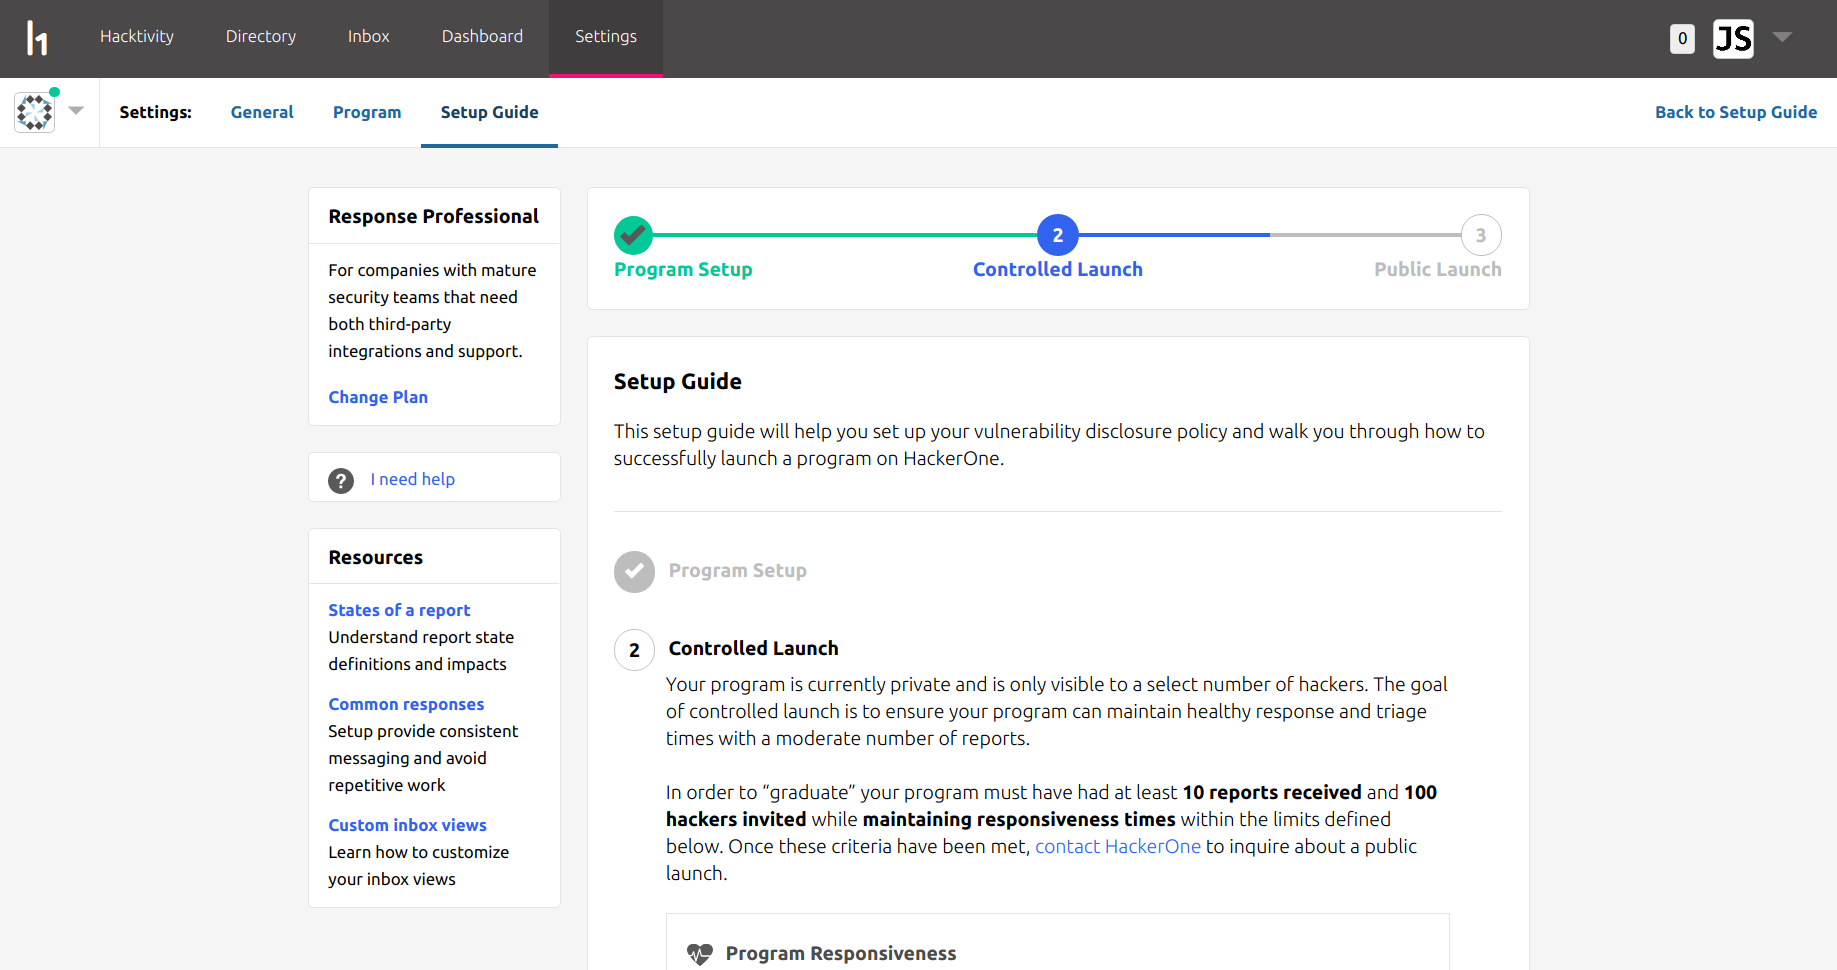 Hacktivity
Directory
Inbox
Dashboard
Settings
0
JS
Settings:
General
Program
Setup Guide
Back to Setup Guide
Response Professional
For companies with mature
security teams that need
both third-party
integrations and support.
Change Plan
? I need help
Resources
States of a report
Understand report state
definitions and impacts
Common responses
Setup provide consistent
messaging and avoid
repetitive work
Custom inbox views
Learn how to customize
your inbox views
2
3
Program Setup
Controlled Launch
Public Launch
Setup Guide
This setup guide will help you set up your vulnerability disclosure policy and walk you through how to
successfully launch a program on HackerOne.
Program Setup
2 Controlled Launch
Your program is currently private and is only visible to a select number of hackers. The goal
of controlled launch is to ensure your program can maintain healthy response and triage
times with a moderate number of reports.
In order to “graduate” your program must have had at least 10 reports received and 100
hackers invited while maintaining responsiveness times within the limits defined
below. Once these criteria have been met, contact HackerOne to inquire about a public
launch.
Program Responsiveness